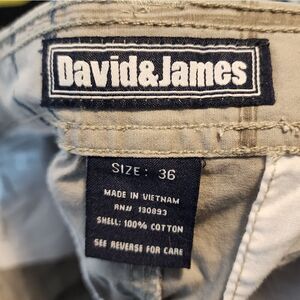 David&James
SIZE: 36
MADE IN VIETNAM
RN# 130893
SHELL: 100% COTTON
SEE REVERSE FOR CARE